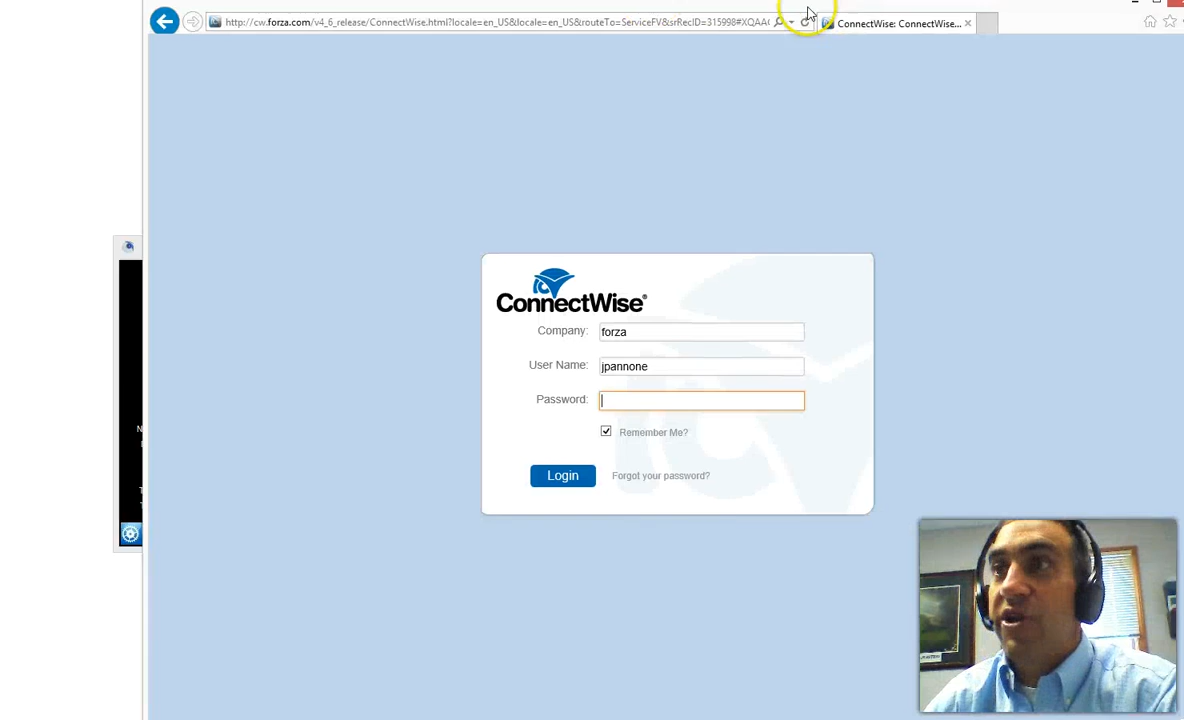 http://cw.forza.com/v4_6_release/ConnectWise.html?locale=en_US&locale=en_US&routeTo=ServiceFV&srRecID=315998#XQAA
ConnectWise: ConnectWise...
ConnectWise®
Company: forza
User Name: jpannone
Password:
Remember Me?
Login Forgot your password?